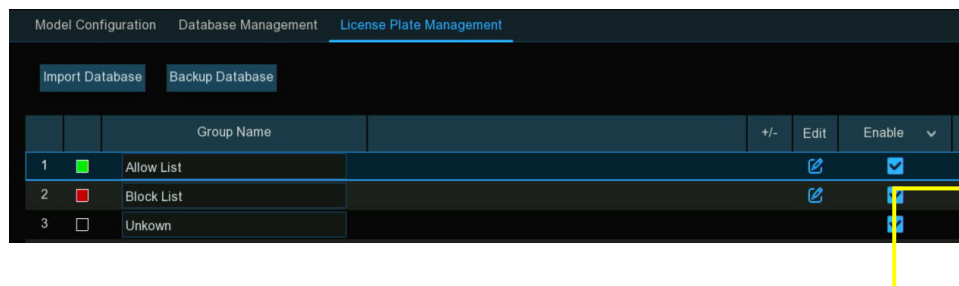 Model Configuration Database Management License Plate Management
Import Database Backup Database
Group Name +/- Edit Enable
1 Allow List
2 Block List
3 Unkown